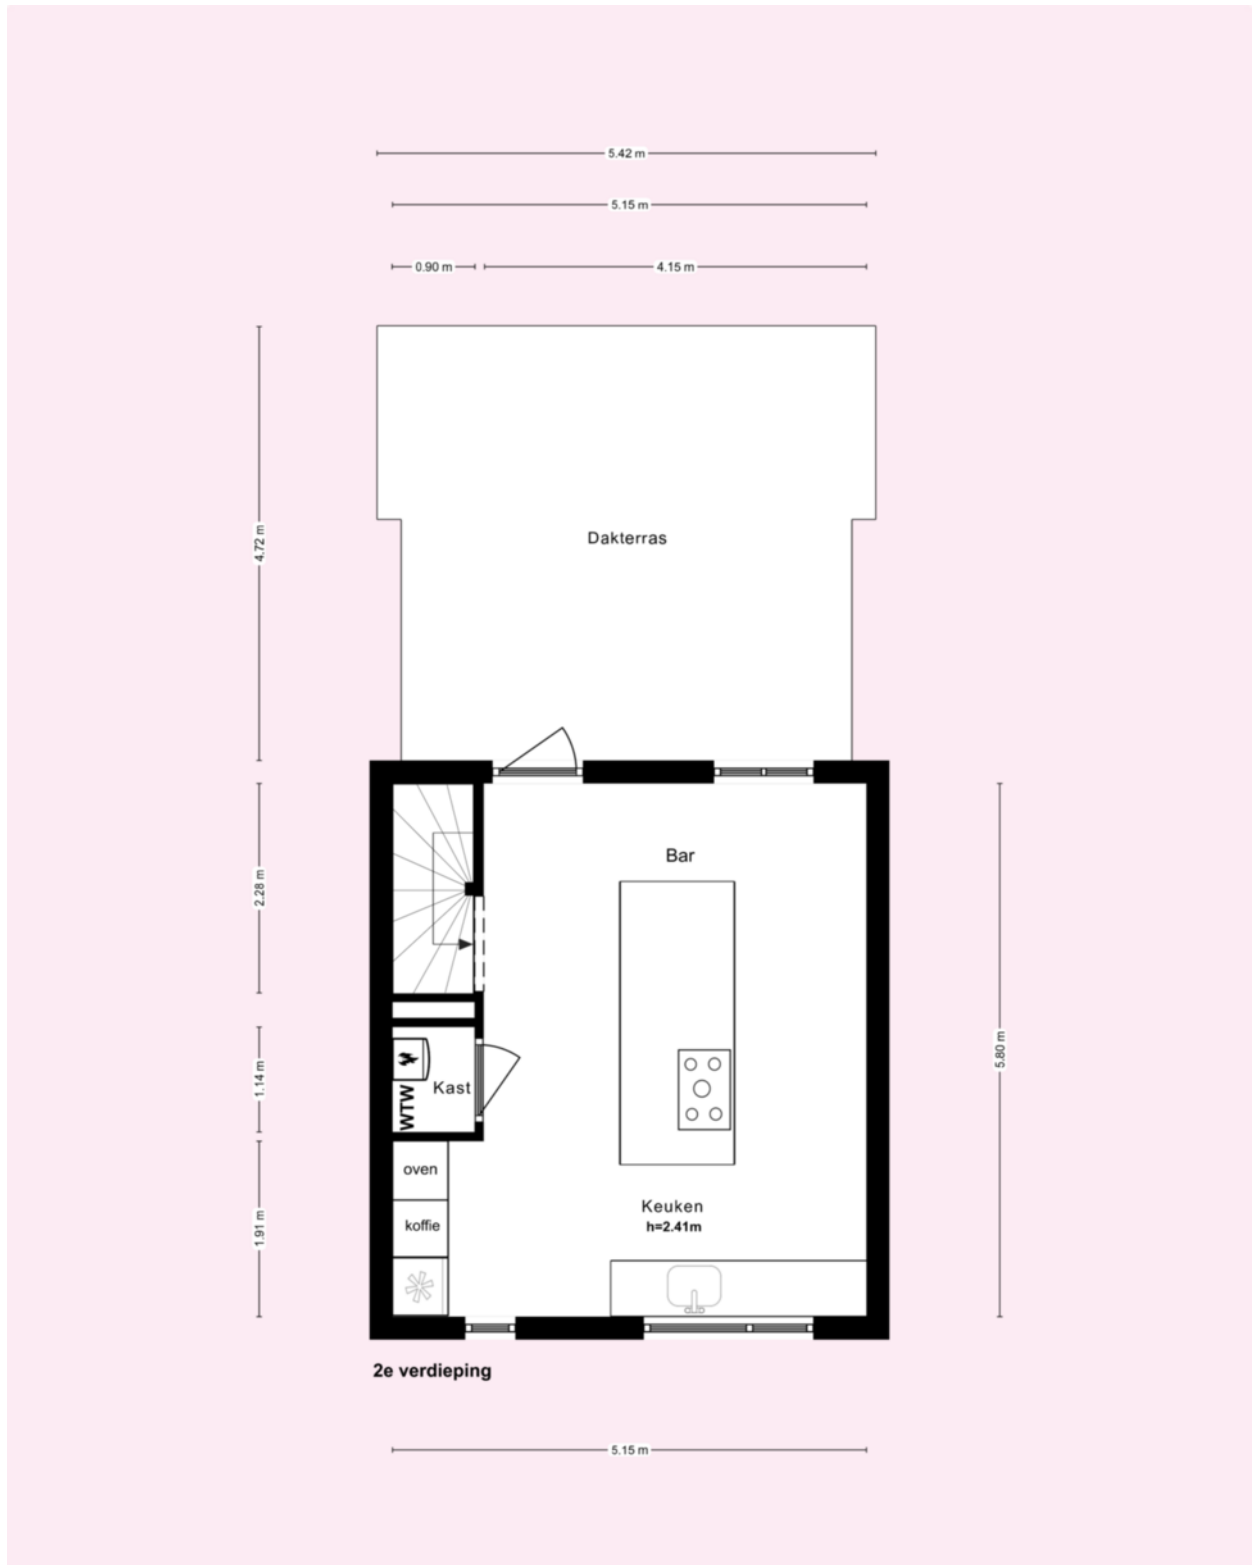 5.42 m
5.15 m
0.90 m
4.15 m
4.72 m
Dakterras
2.28 m
Bar
5.80 m
1.14 m
WTW
Kast
oven
koffie
Keuken
h=2.41m
1.91 m
2e verdieping
5.15 m